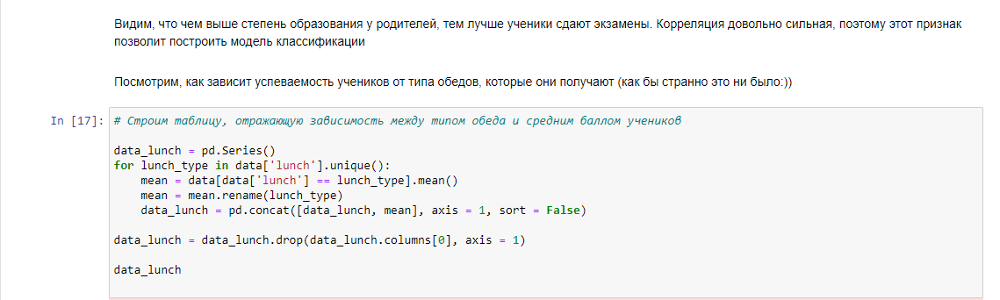 Видим, что чем выше степень образования у родителей, тем лучше ученики сдают экзамены. Корреляция довольно сильная, поэтому этот признак
позволит построить модель классификации
Посмотрим, как зависит успеваемость учеников от типа обедов, которые они получают (как бы странно это ни было:))
In [17]: # Строим таблицу, отражающую зависимость между типом обеда и средним баллом учеников
data_lunch = pd.Series()
for lunch_type in data['lunch'].unique():
    mean = data[data['lunch'] == lunch_type].mean()
    mean = mean.rename(lunch_type)
    data_lunch = pd.concat([data_lunch, mean], axis = 1, sort = False)
data_lunch = data_lunch.drop(data_lunch.columns[0], axis = 1)
data_lunch